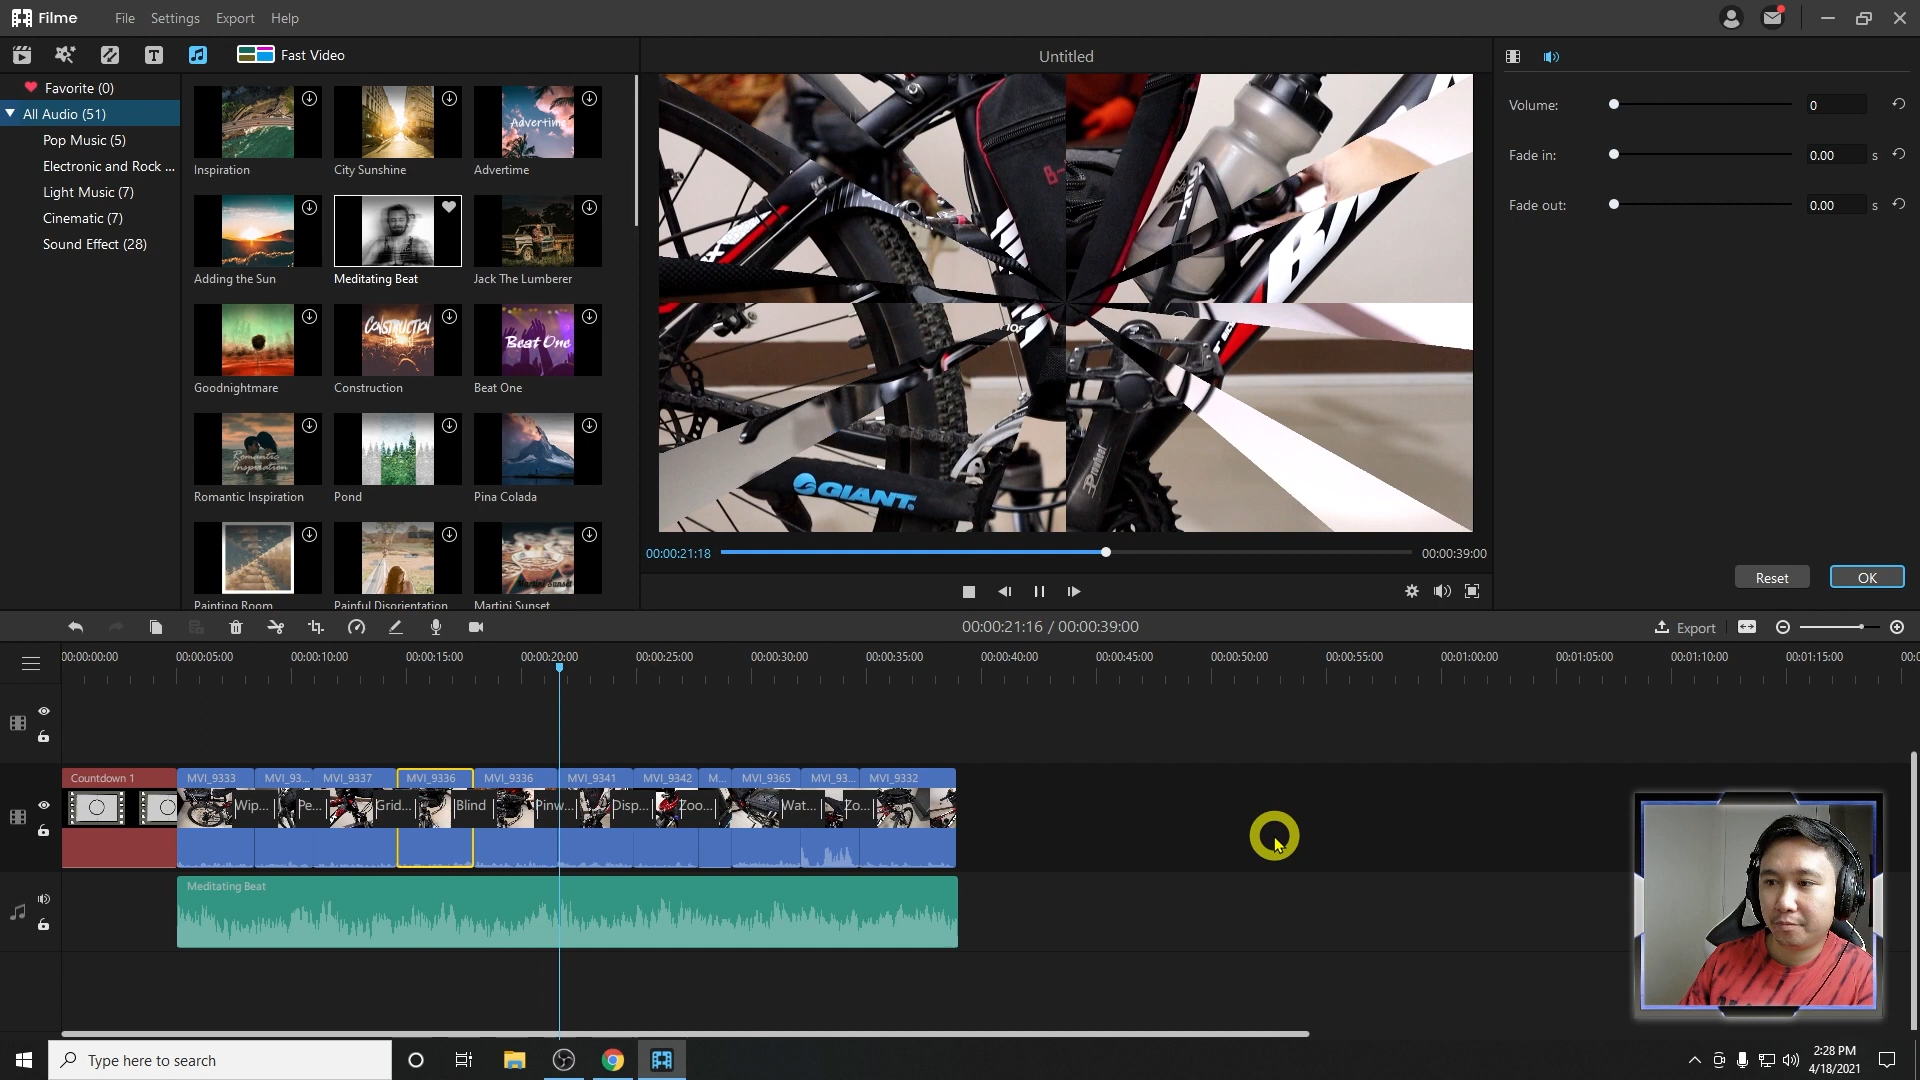 Filme
File
Settings
Export
Help
Fast Video
Untitled
Favorite (0)
All Audio (51)
Pop Music (5)
Electronic and Rock ...
Light Music (7)
Cinematic (7)
Sound Effect (28)
Advertime
Inspiration
City Sunshine
Advertime
Adding the Sun
Meditating Beat
Jack The Lumberer
CONSTRUCTION
Beat One
Goodnightmare
Construction
Beat One
Romantic
Inspiration
Romantic Inspiration
Pond
Pina Colada
Martini Sunset
Painting Room
Painful Disorientation
Martini Sunset
GIANT
Volume:
0
Fade in:
0.00
s
Fade out:
0.00
s
Reset
OK
00:00:21:18
00:00:39:00
00:00:21:16 / 00:00:39:00
Export
00:00:00:00
00:00:05:00
00:00:10:00
00:00:15:00
00:00:20:00
00:00:25:00
00:00:30:00
00:00:35:00
00:00:40:00
00:00:45:00
00:00:50:00
00:00:55:00
00:01:00:00
00:01:05:00
00:01:10:00
00:01:15:00
Countdown 1
MVI_9333
MVI_93...
MVI_9337
MVI_9336
MVI_9336
MVI_9341
MVI_9342
M...
MVI_9365
MVI_93...
MVI_9332
Wip...
Pe...
Grid...
Blind
Pinw...
Disp...
Zoo...
Wat...
Zo...
Meditating Beat
Type here to search
2:28 PM
4/18/2021